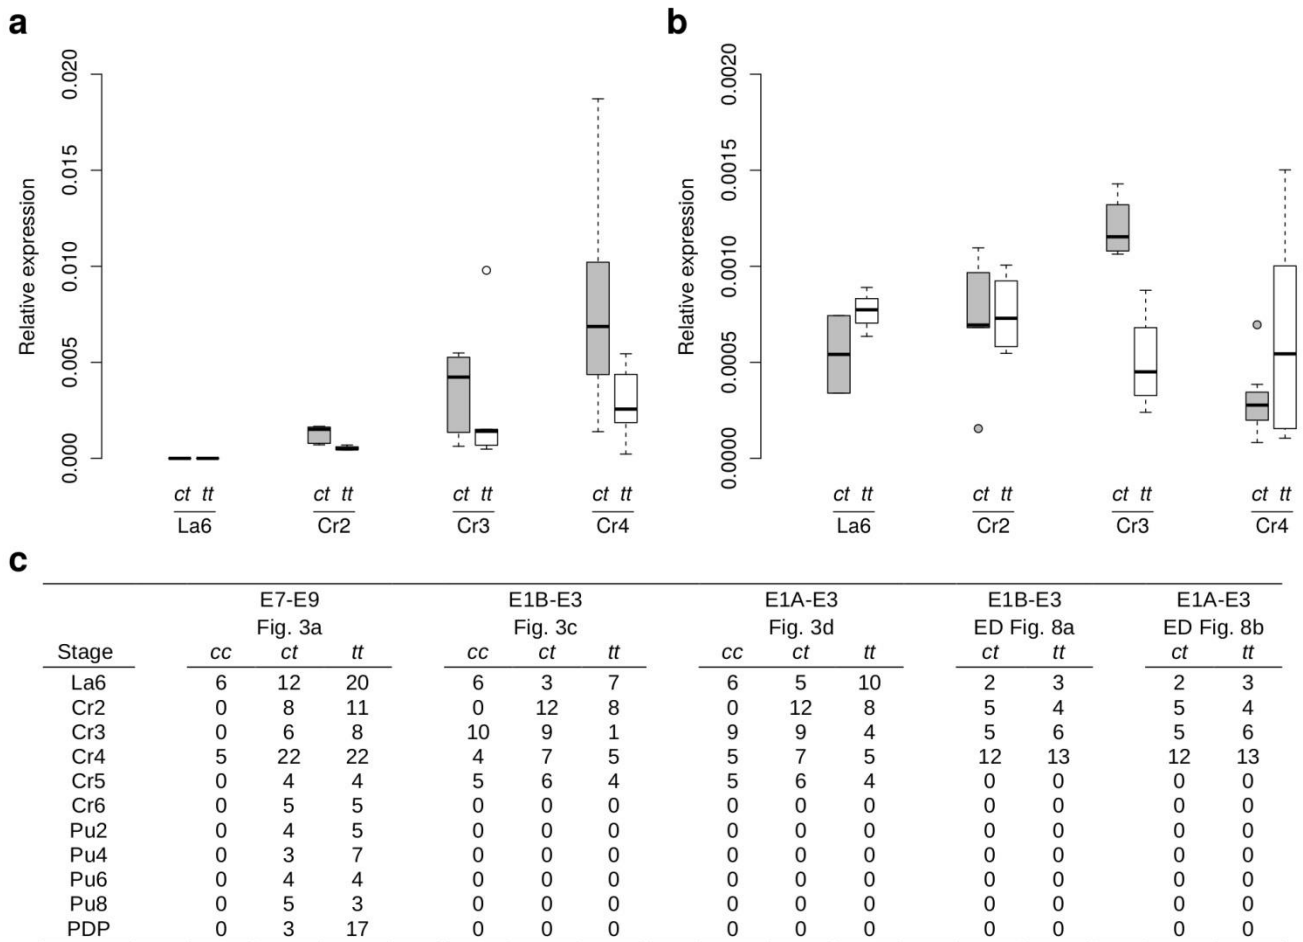 a
b
0.020
0.015
0.010
0.005
0.000
Relative expression
ct tt ct tt ct tt ct tt
La6 Cr2 Cr3 Cr4
0.0020
0.0015
0.0010
0.0005
0.0000
Relative expression
ct tt ct tt ct tt ct tt
La6 Cr2 Cr3 Cr4
c
E7-E9 E1B-E3 E1A-E3 E1B-E3 E1A-E3
Fig. 3a Fig. 3c Fig. 3d ED Fig. 8a ED Fig. 8b
Stage cc ct tt cc ct tt cc ct tt ct tt ct tt
La6 6 12 20 6 3 7 6 5 10 2 3 2 3
Cr2 0 8 11 0 12 8 0 12 8 5 4 5 4
Cr3 0 6 8 10 9 1 9 9 4 5 6 5 6
Cr4 5 22 22 4 7 5 5 7 5 12 13 12 13
Cr5 0 4 4 5 6 4 5 6 4 0 0 0 0
Cr6 0 5 5 0 0 0 0 0 0 0 0 0 0
Pu2 0 4 5 0 0 0 0 0 0 0 0 0 0
Pu4 0 3 7 0 0 0 0 0 0 0 0 0 0
Pu6 0 4 4 0 0 0 0 0 0 0 0 0 0
Pu8 0 5 3 0 0 0 0 0 0 0 0 0 0
PDP 0 3 17 0 0 0 0 0 0 0 0 0 0